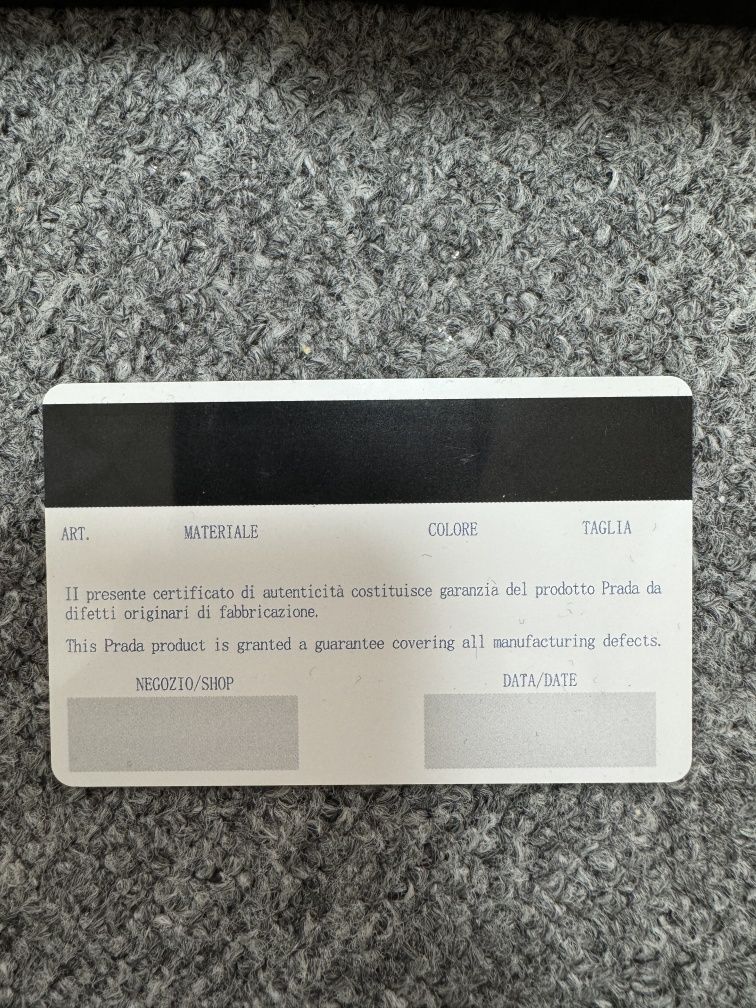 ART. MATERIALE COLORE TAGLIA
II presente certificato di autenticità costituisce garanzia del prodotto Prada da
difetti originari di fabbricazione.
This Prada product is granted a guarantee covering all manufacturing defects.
NEGOZIO/SHOP DATA/DATE